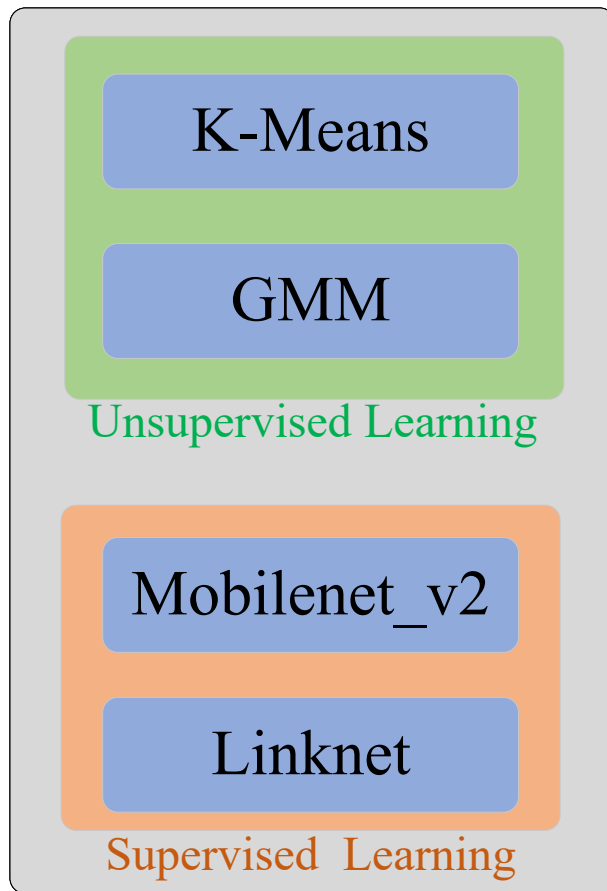 K-Means
GMM
Unsupervised Learning
Mobilenet_v2
Linknet
Supervised Learning